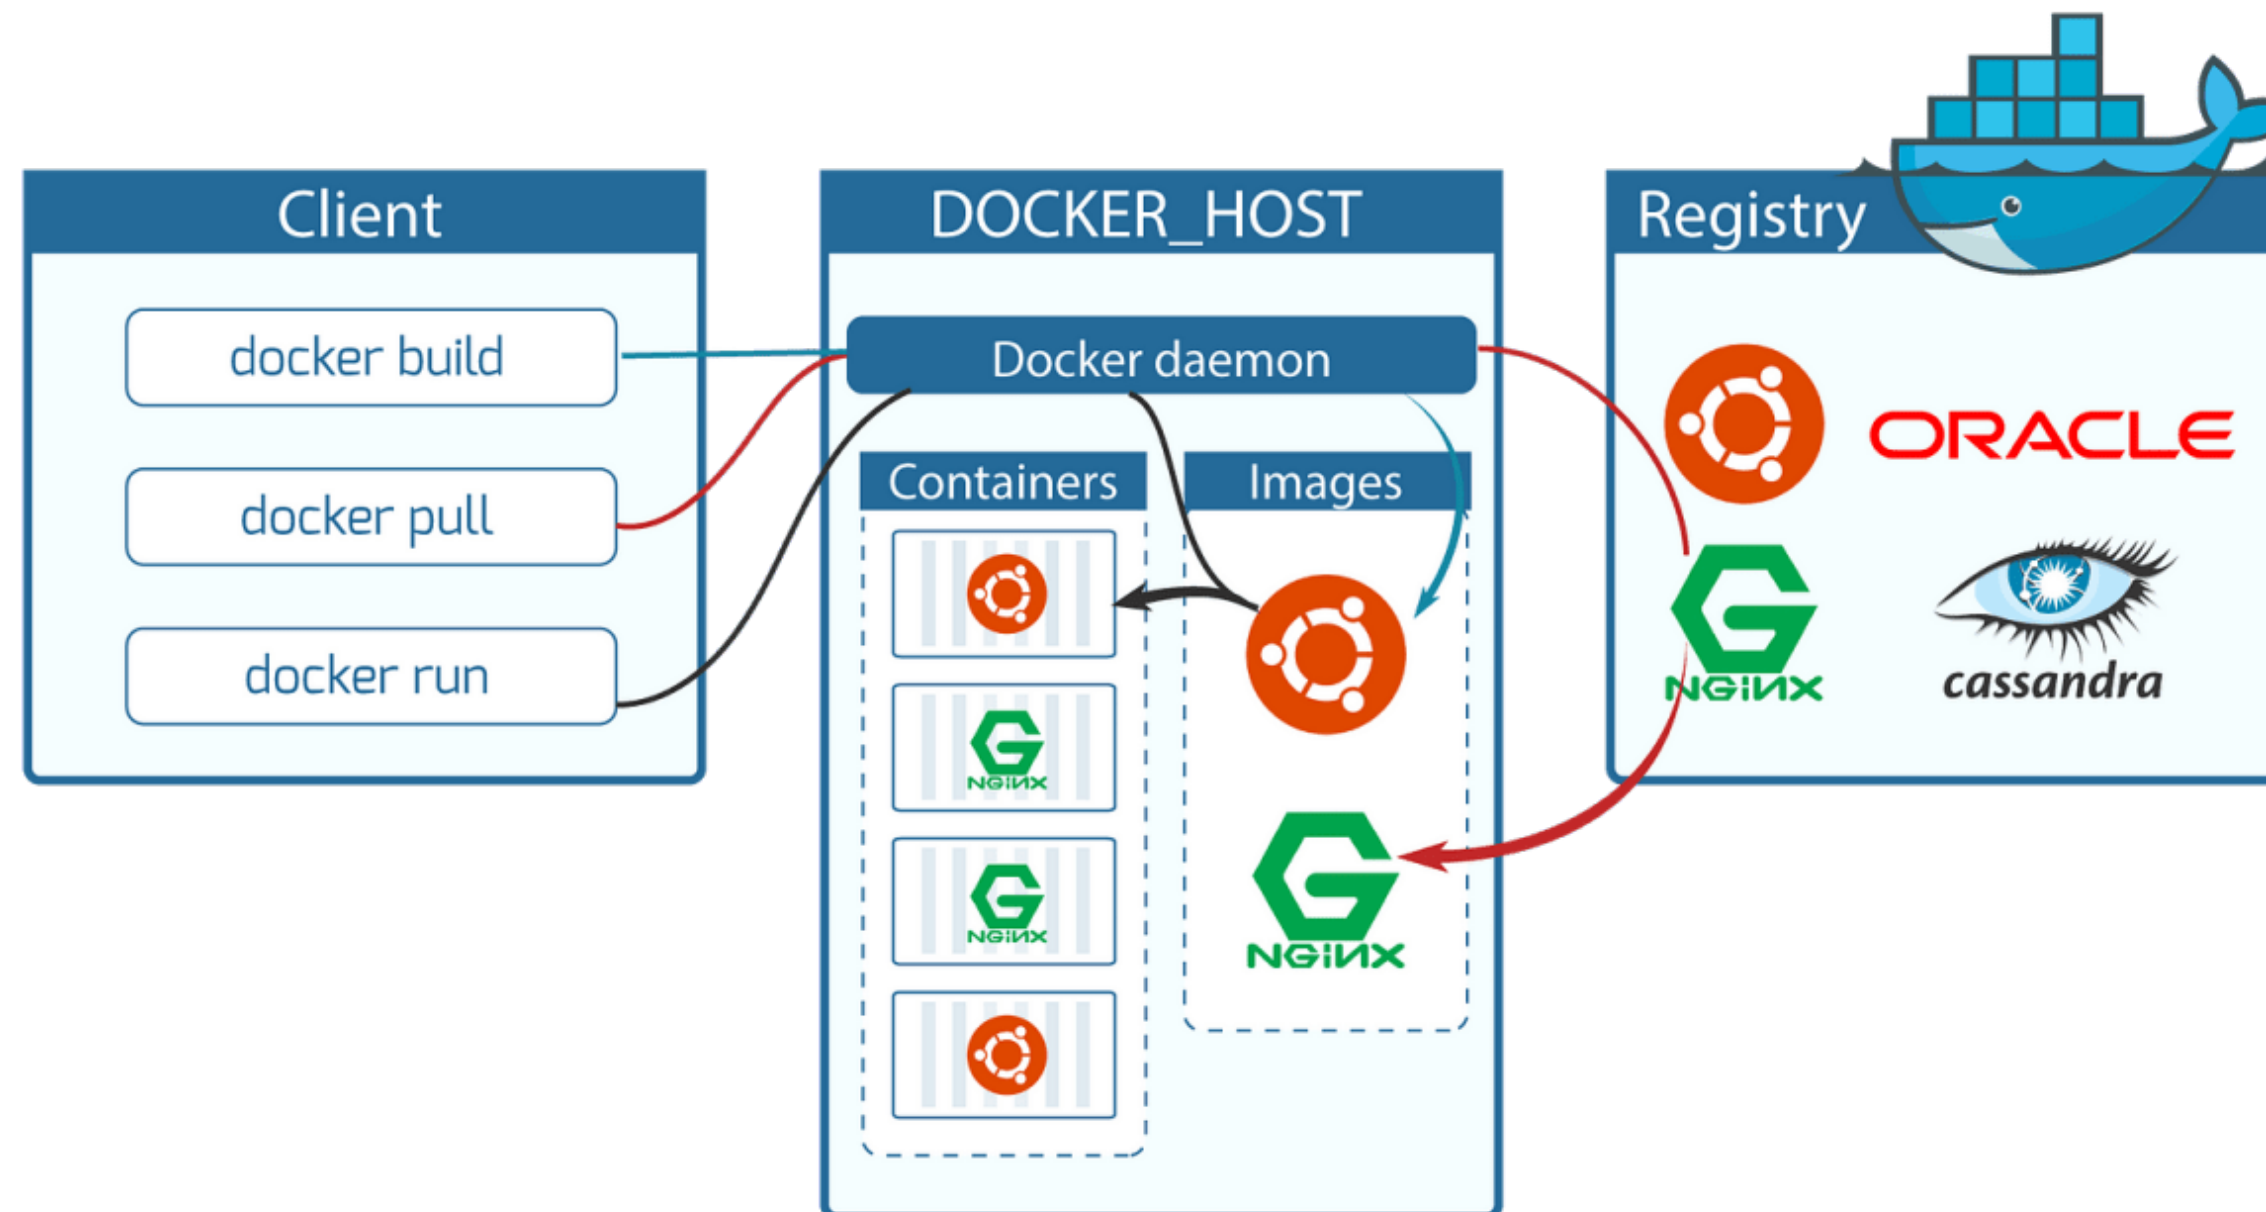 Client
docker build
docker pull
docker run
DOCKER_HOST
Docker daemon
Containers
NGiNX
NGiNX
Images
NGiNX
Registry
ORACLE
NGiNX
cassandra